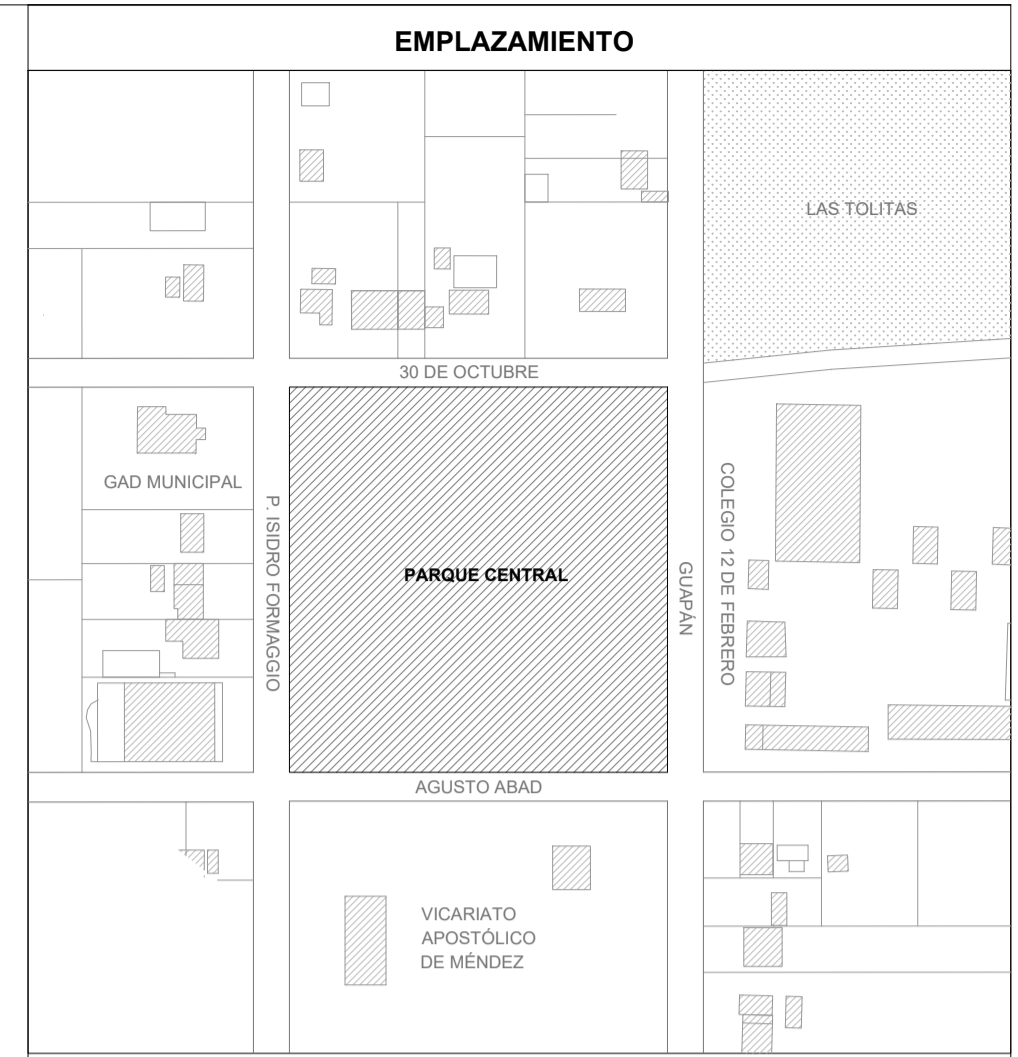 EMPLAZAMIENTO
LAS TOLITAS
30 DE OCTUBRE
GAD MUNICIPAL
P. ISIDRO FORMAGGIO
PARQUE CENTRAL
GUAPÁN
COLEGIO 12 DE FEBRERO
AGUSTO ABAD
VICARIATO
APOSTÓLICO
DE MÉNDEZ